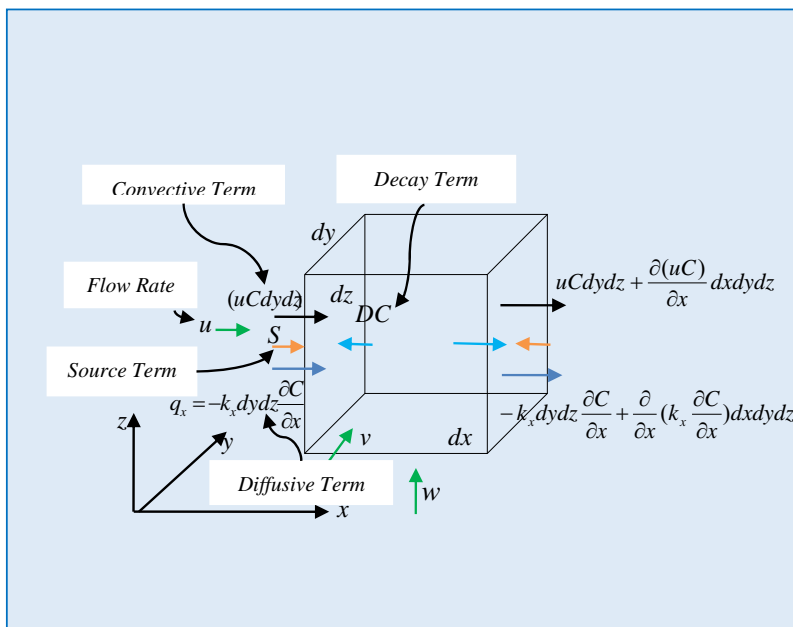 Convective Term
Decay Term
dy
Flow Rate
(uCdydz)
dz
DC
uCdydz + ∂(uC)/∂x dxdydz
u
S
Source Term
q_x = -k_x dydz ∂C/∂x
-k_x dydz ∂C/∂x + ∂/∂x (k_x ∂C/∂x) dxdydz
z
y
v
dx
Diffusive Term
w
x